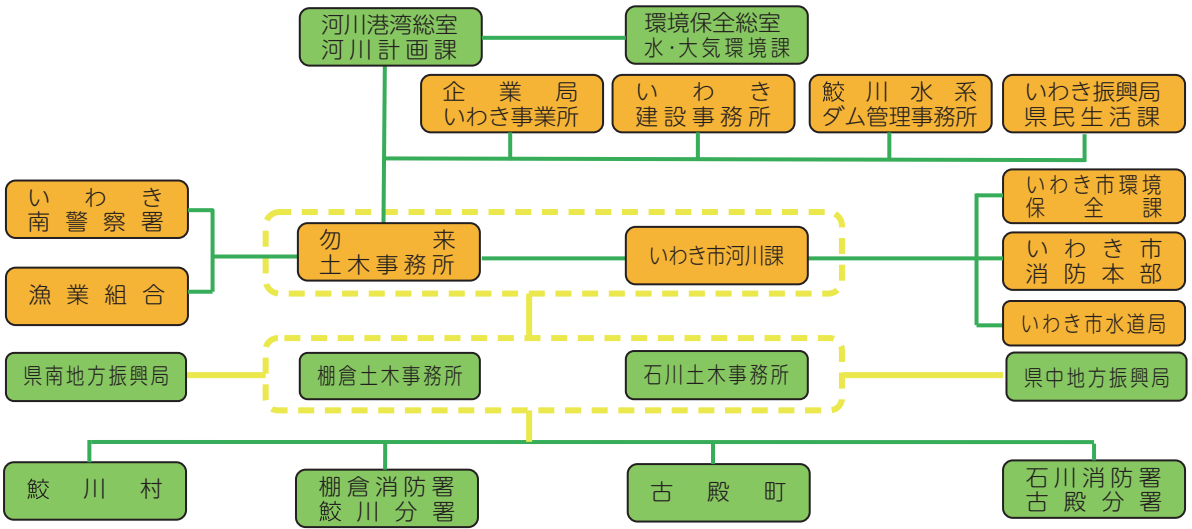 河川港湾総室
河川計画課
環境保全総室
水・大気環境課
企業局
いわき事業所
いわき
建設事務所
鮫川水系
ダム管理事務所
いわき振興局
県民生活課
いわき
南警察署
漁業組合
勿来
土木事務所
いわき市河川課
いわき市環境
保全課
いわき市
消防本部
いわき市水道局
県南地方振興局
棚倉土木事務所
石川土木事務所
県中地方振興局
鮫川村
棚倉消防署
鮫川分署
古殿町
石川消防署
古殿分署